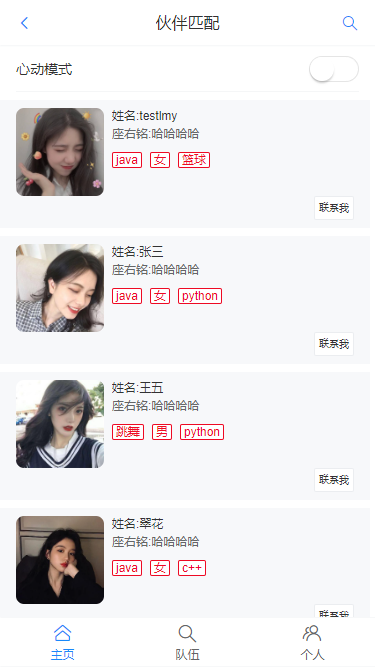 伙伴匹配
心动模式
姓名:testlmy
座右铭:哈哈哈哈
java 女 篮球
联系我
姓名:张三
座右铭:哈哈哈哈
java 女 python
联系我
姓名:王五
座右铭:哈哈哈哈
跳舞 男 python
联系我
姓名:翠花
座右铭:哈哈哈哈
java 女 c++
联系我
主页 队伍 个人